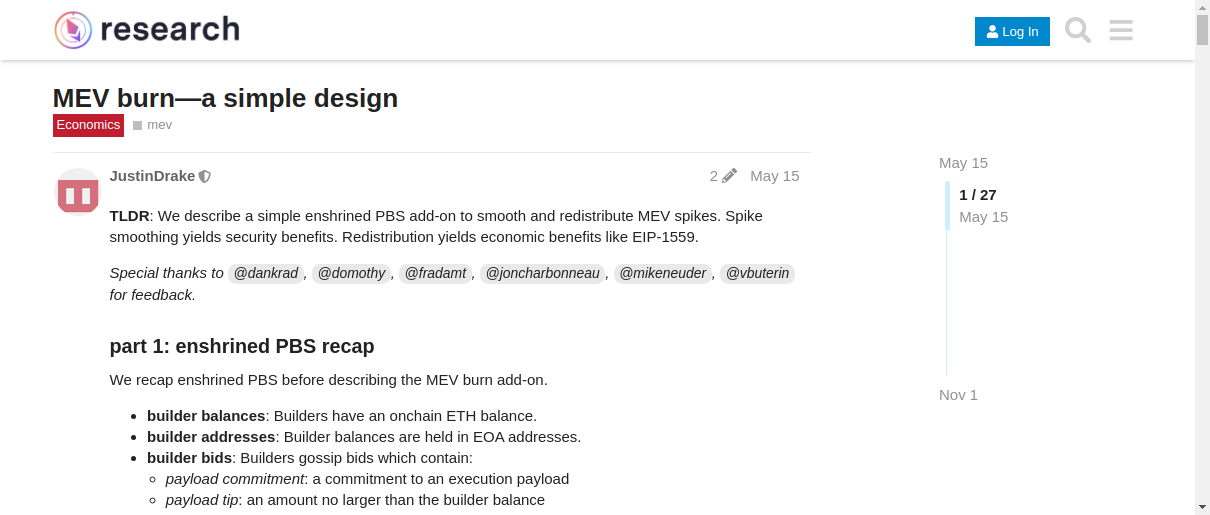 research
Log In
MEV burn—a simple design
Economics mev
JustinDrake 2 May 15
TLDR: We describe a simple enshrined PBS add-on to smooth and redistribute MEV spikes. Spike
smoothing yields security benefits. Redistribution yields economic benefits like EIP-1559.
Special thanks to @dankrad, @domothy, @fradamt, @joncharbonneau, @mikeneuder, @vbuterin
for feedback.
part 1: enshrined PBS recap
We recap enshrined PBS before describing the MEV burn add-on.
• builder balances: Builders have an onchain ETH balance.
• builder addresses: Builder balances are held in EOA addresses.
• builder bids: Builders gossip bids which contain:
◦ payload commitment: a commitment to an execution payload
◦ payload tip: an amount no larger than the builder balance
May 15
1 / 27
May 15
Nov 1